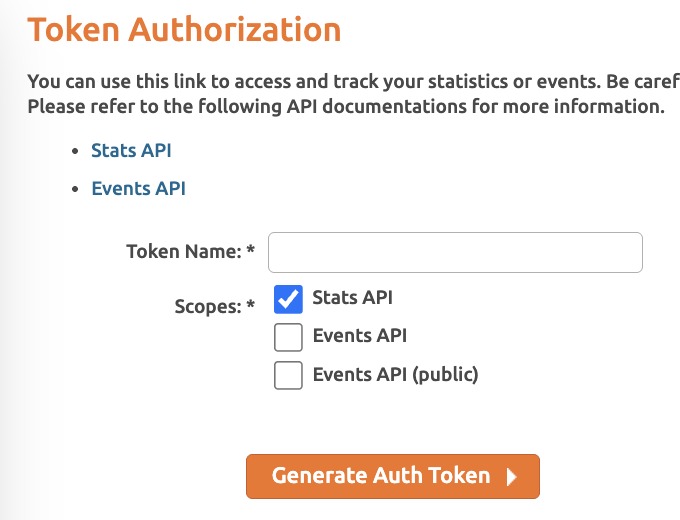 Token Authorization
You can use this link to access and track your statistics or events. Be
Please refer to the following API documentations for more information.
• Stats API
• Events API
Token Name: *
Scopes: *
Stats API
Events API
Events API (public)
Generate Auth Token